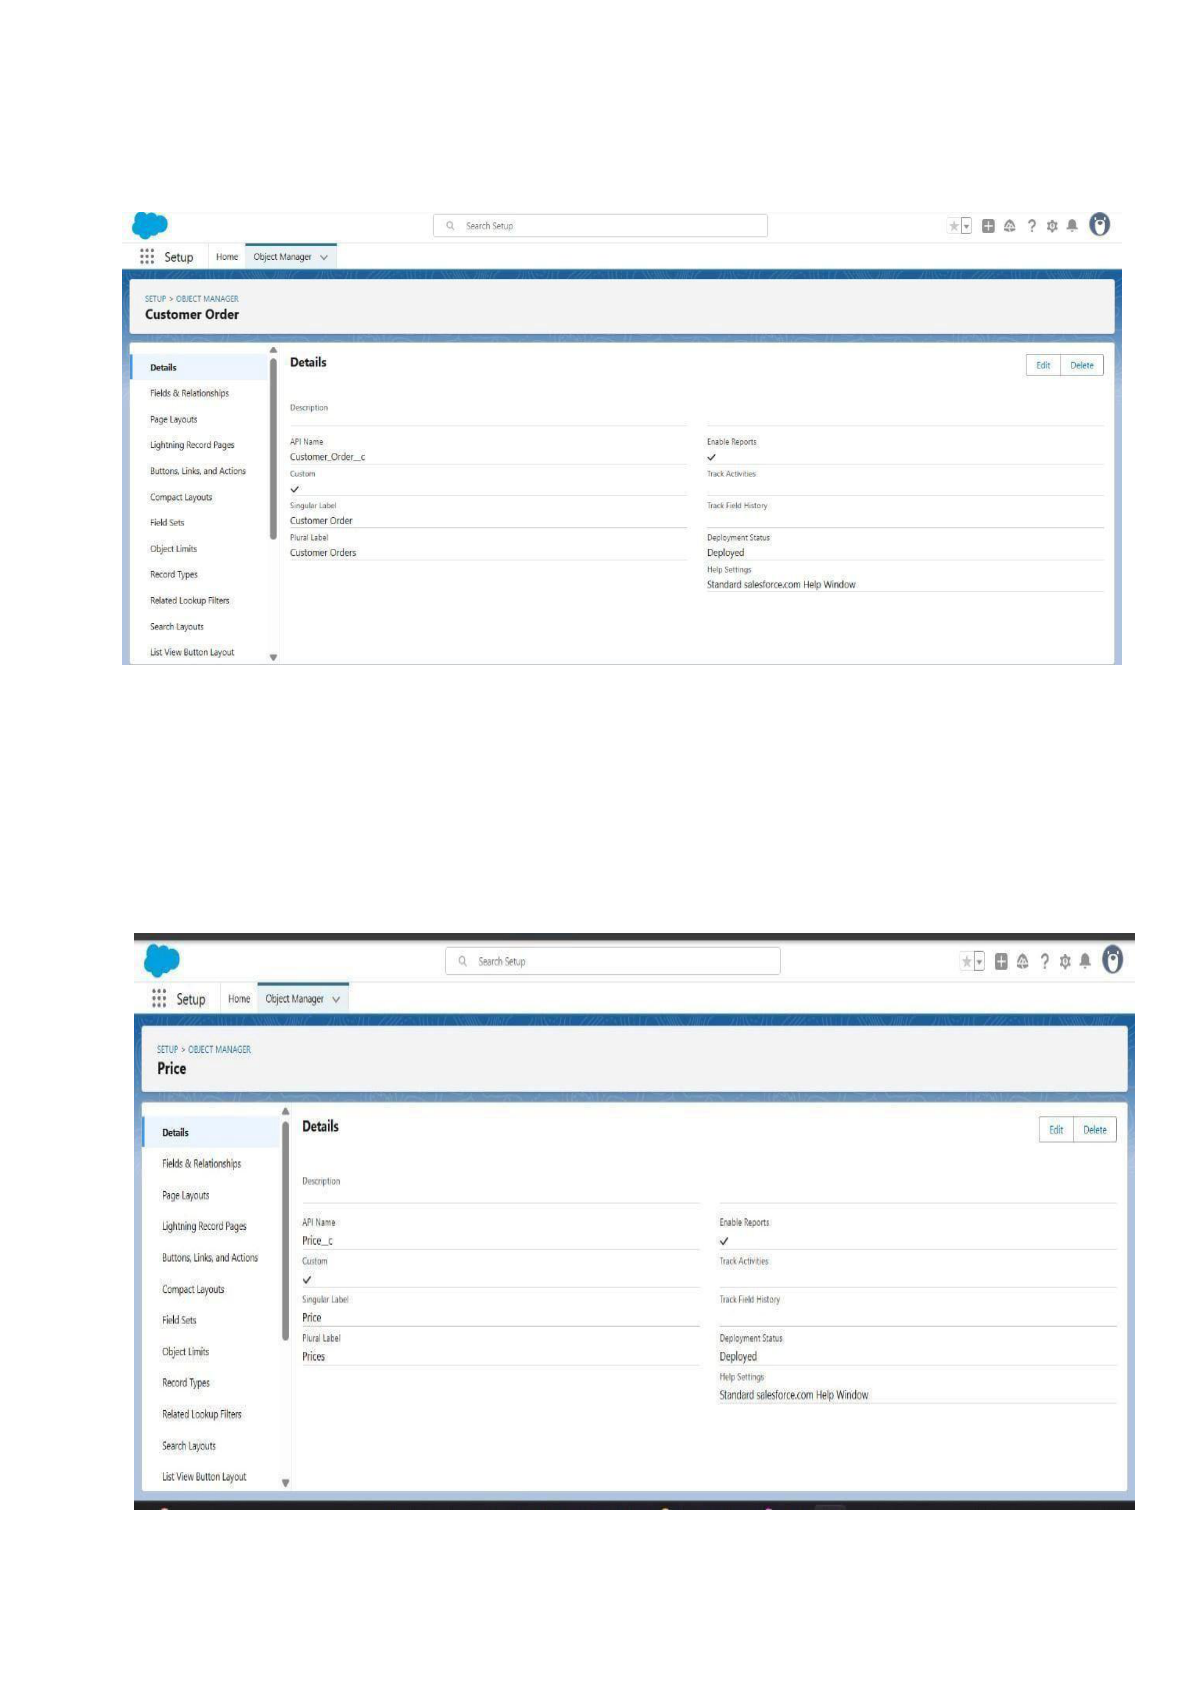 Search Setup
Setup Home Object Manager
SETUP > OBJECT MANAGER
Customer Order
Details
Fields & Relationships
Page Layouts
Lightning Record Pages
Buttons, Links, and Actions
Compact Layouts
Field Sets
Object Limits
Record Types
Related Lookup Filters
Search Layouts
List View Button Layout
Details
Edit Delete
Description
API Name
Customer_Order__c
Custom
Singular Label
Customer Order
Plural Label
Customer Orders
Enable Reports
Track Activities
Track Field History
Deployment Status
Deployed
Help Settings
Standard salesforce.com Help Window
Search Setup
Setup Home Object Manager
SETUP > OBJECT MANAGER
Price
Details
Fields & Relationships
Page Layouts
Lightning Record Pages
Buttons, Links, and Actions
Compact Layouts
Field Sets
Object Limits
Record Types
Related Lookup Filters
Search Layouts
List View Button Layout
Details
Edit Delete
Description
API Name
Price__c
Custom
Singular Label
Price
Plural Label
Prices
Enable Reports
Track Activities
Track Field History
Deployment Status
Deployed
Help Settings
Standard salesforce.com Help Window